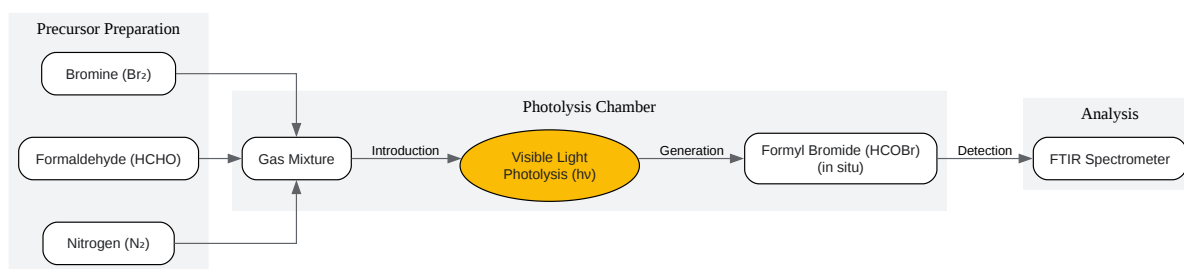 Precursor Preparation
Bromine (Br₂)
Formaldehyde (HCHO)
Nitrogen (N₂)
Photolysis Chamber
Gas Mixture
Introduction
Visible Light
Photolysis (hν)
Generation
Formyl Bromide (HCOBr)
(in situ)
Detection
Analysis
FTIR Spectrometer